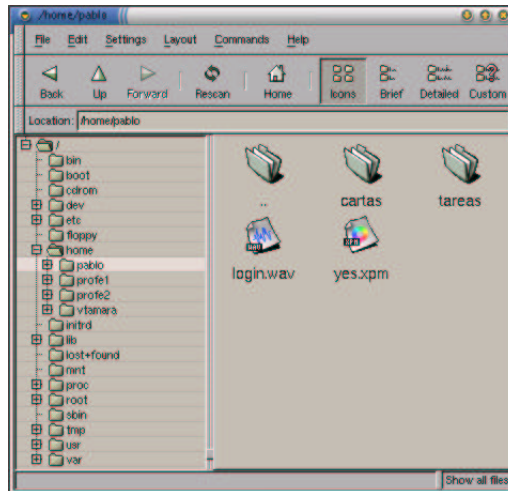 /home/pablo
File Edit Settings Layout Commands Help
Back Up Forward Rescan Home Icons Brief Detailed Custom
Location: /home/pablo
/
bin
boot
cdrom
dev
etc
floppy
home
pablo
profe1
profe2
vtamara
initrd
lib
lost+found
mnt
proc
root
sbin
tmp
usr
var
.. cartas tareas
login.wav yes.xpm
Show all files